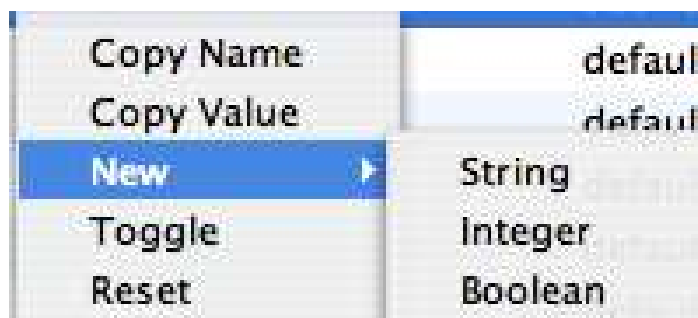 Copy Name
Copy Value
New
Toggle
Reset
String
Integer
Boolean
defaul
defaul